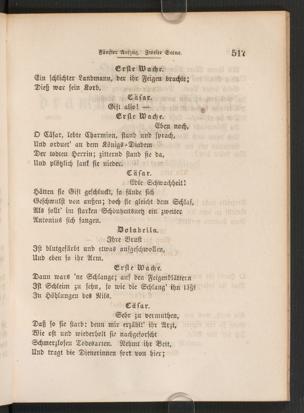 Fünfter Aufzug. Zweite Scene. 517
Erste Wache.
Ein schlichter Landmann, der ihr Feigen brachte;
Dieß war sein Korb.
Cäsar.
Gift also! —
Erste Wache.
Eben noch,
O Cäsar, lebte Charmion, stand und sprach,
Und ordnet' an dem Königs-Diadem
Der todten Herrin; zitternd stand sie da,
Und plötzlich sank sie nieder.
Cäsar.
Edle Schwachheit!
Hätten sie Gift geschluckt, so fände sich
Geschwulst von außen; doch sie gleicht dem Schlaf,
Als sollt' im starken Schönheitsnetz ein zweiter
Antonius sich fangen.
Dolabella.
Ihre Brust
Ist blutgefärbt und etwas aufgeschwollen,
Und eben so ihr Arm.
Erste Wache.
Dann wars 'ne Schlange; auf den Feigenblättern
Ist Schleim zu sehn, so wie die Schlang' ihn läßt
In Höhlungen des Nils.
Cäsar.
Sehr zu vermuthen,
Daß so sie starb: denn mir erzählt' ihr Arzt,
Wie oft und wiederholt sie nachgeforscht
Schmerzlosen Todesarten. Nehmt ihr Bett,
Und tragt die Dienerinnen fort von hier;